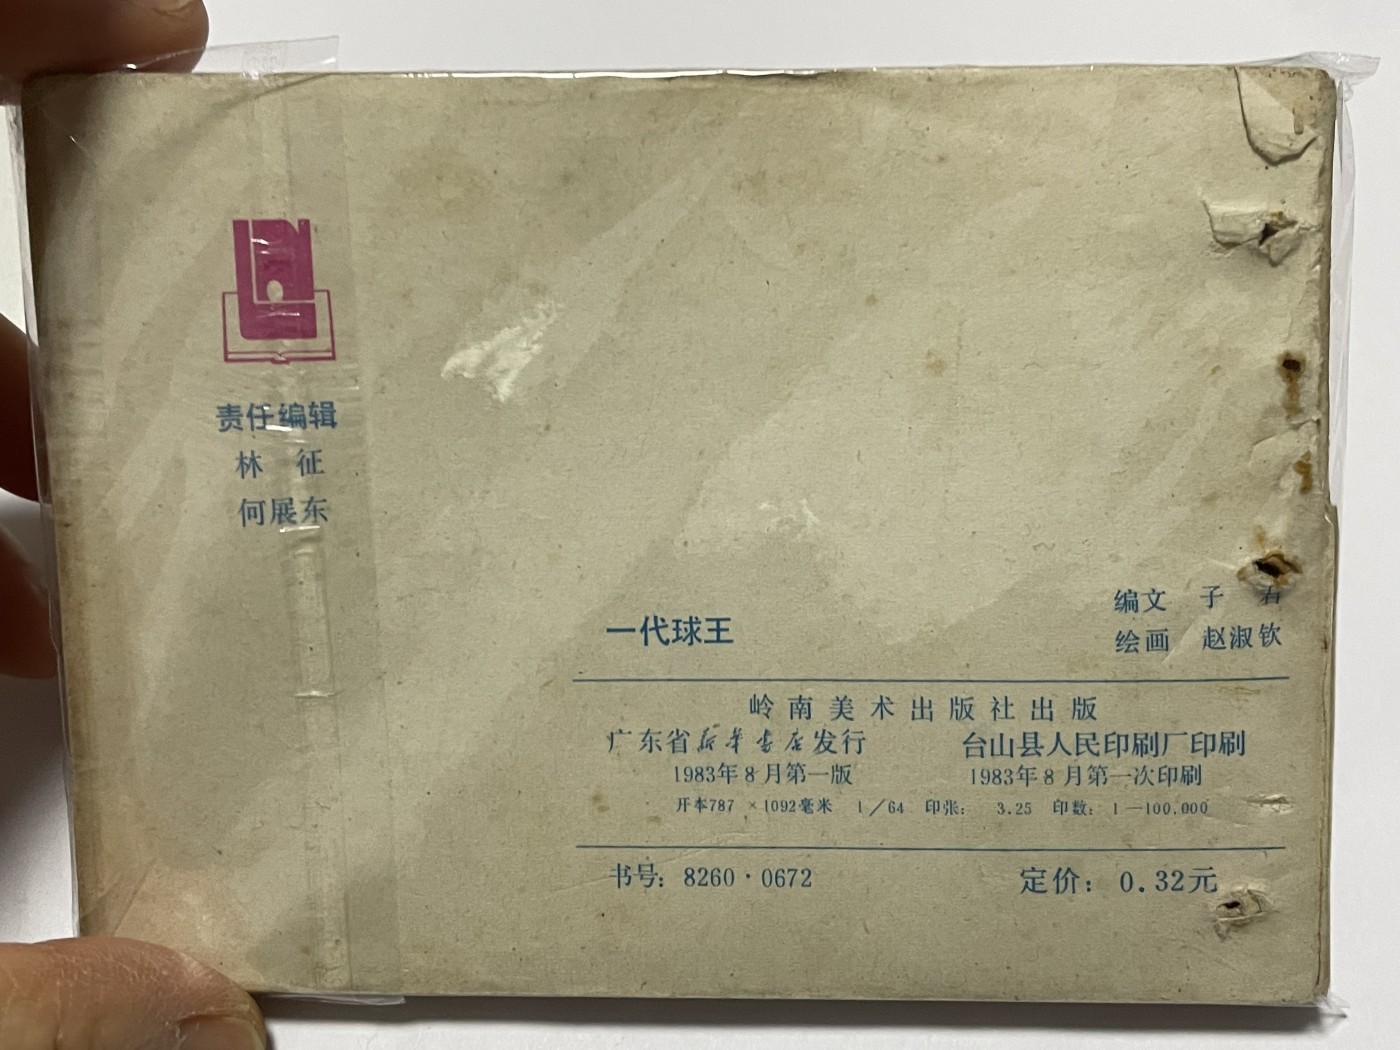 责任编辑
林 征
何展东
一代球王
编文 子
绘画 赵淑钦
岭南美术出版社出版
广东省新华书店发行 台山县人民印刷厂印刷
1983年8月第一版 1983年8月第一次印刷
开本787×1092毫米 1/64 印张: 3.25 印数: 1—100,000
书号: 8260·0672 定价: 0.32元